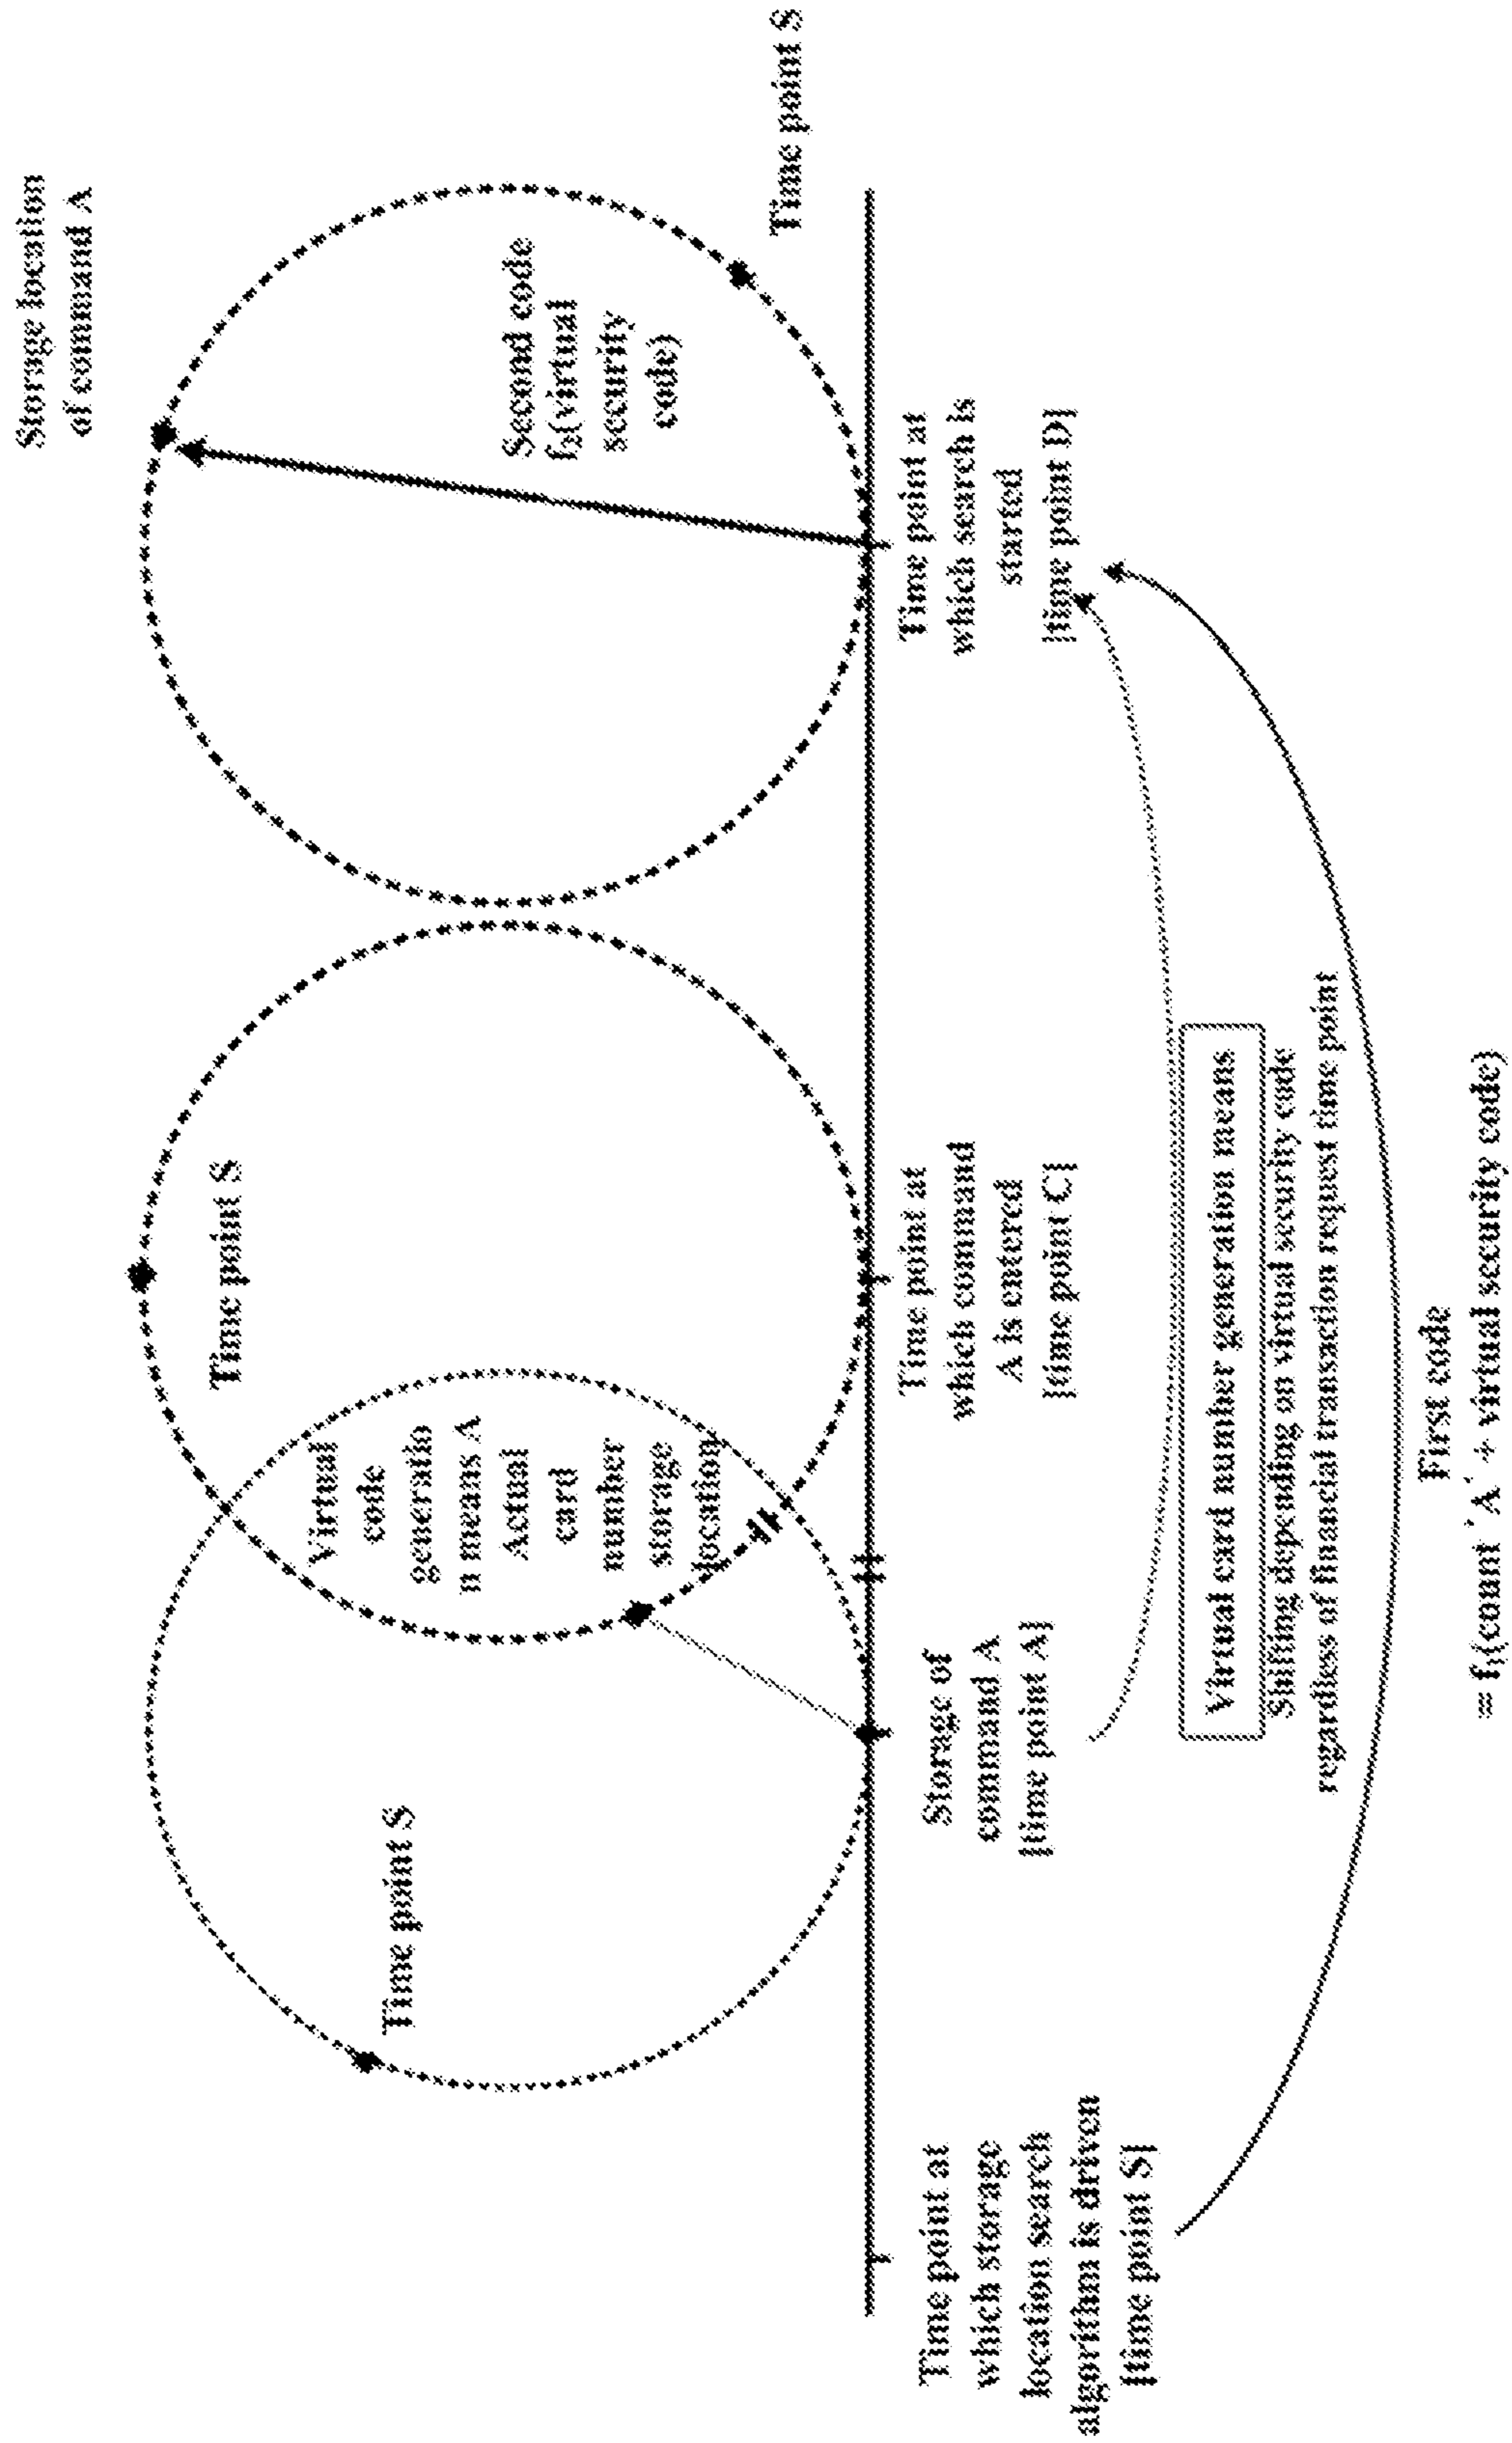 Storage location
of command A
Time point S
Time point S
Time point S
Virtual
code
generatio
n means A
Actual
card
number
storage
location
Second code
f₂(virtual
security
code)
Time point at
which storage
location search
algorithm is driven
[time point S]
Storage of
command A
[time point A]
Time point at
which command
A is entered
[time point C]
Time point at
which search is
started
[time point D]
Virtual card number generation means
Shifting depending on virtual security code
regardless of financial transaction request time point
First code
= f₁(count 'A' + virtual security code)